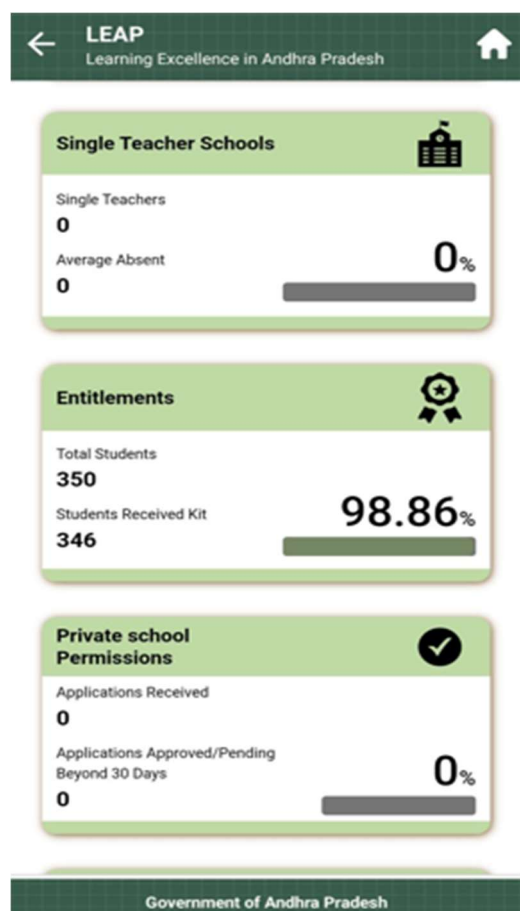 LEAP
Learning Excellence in Andhra Pradesh
Single Teacher Schools
Single Teachers
0
Average Absent
0
0%
Entitlements
Total Students
350
Students Received Kit
346
98.86%
Private school
Permissions
Applications Received
0
Applications Approved/Pending
Beyond 30 Days
0
0%
Government of Andhra Pradesh